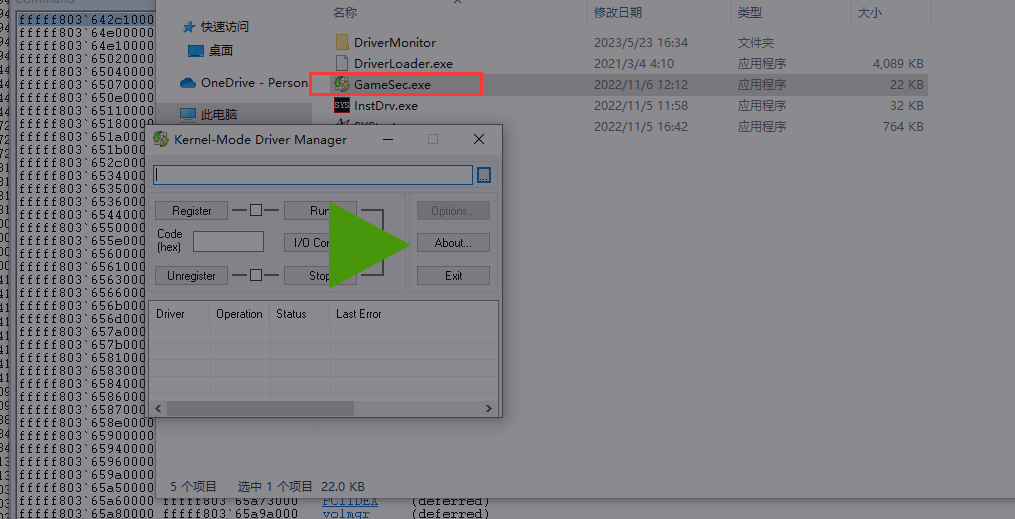 Command
名称 修改日期 类型 大小
快速访问
桌面
OneDrive - Person
此电脑
DriverMonitor 2023/5/23 16:34 文件夹
DriverLoader.exe 2021/3/4 4:10 应用程序 4,089 KB
GameSec.exe 2022/11/6 12:12 应用程序 22 KB
SYS InstDrv.exe 2022/11/5 11:58 应用程序 32 KB
2022/11/5 16:42 应用程序 764 KB
Kernel-Mode Driver Manager
...
Register Run Options...
Code
(hex) I/O Con About...
Unregister Stop Exit
Driver Operation Status Last Error
5 个项目 选中 1 个项目 22.0 KB
fffff803`642c1000
fffff803`64e00000
fffff803`64e10000
fffff803`65020000
fffff803`65040000
fffff803`65070000
fffff803`650e0000
fffff803`65110000
fffff803`65180000
fffff803`651a0000
fffff803`651b0000
fffff803`652c0000
fffff803`65340000
fffff803`65350000
fffff803`65360000
fffff803`65440000
fffff803`65500000
fffff803`655e0000
fffff803`65600000
fffff803`65610000
fffff803`65630000
fffff803`65660000
fffff803`656b0000
fffff803`656d0000
fffff803`657a0000
fffff803`657b0000
fffff803`65810000
fffff803`65830000
fffff803`65840000
fffff803`65860000
fffff803`65870000
fffff803`658e0000
fffff803`65900000
fffff803`65940000
fffff803`65960000
fffff803`659a0000
fffff803`65a50000
fffff803`65a60000 fffff803`65a73000 PCIIDEX (deferred)
fffff803`65a80000 fffff803`65a9a000 volmgr (deferred)